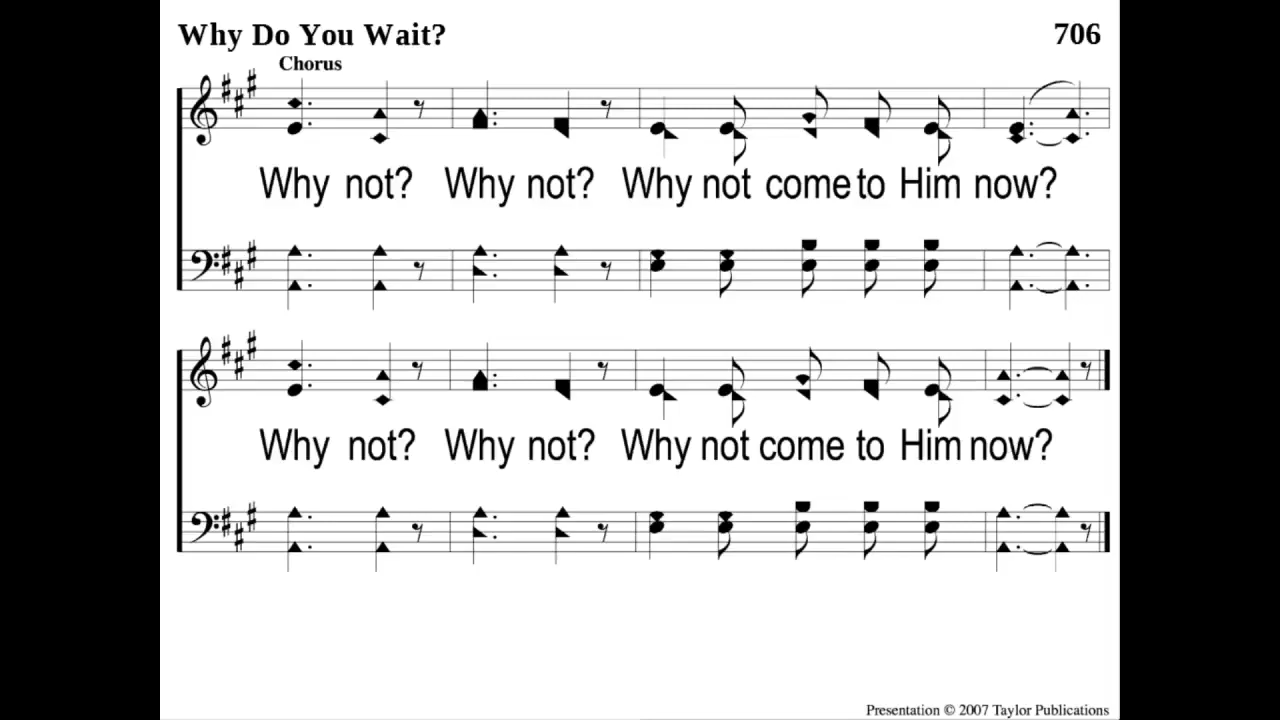 Why Do You Wait? 706
Chorus
Why not? Why not? Why not come to Him now?
Why not? Why not? Why not come to Him now?
Presentation © 2007 Taylor Publications